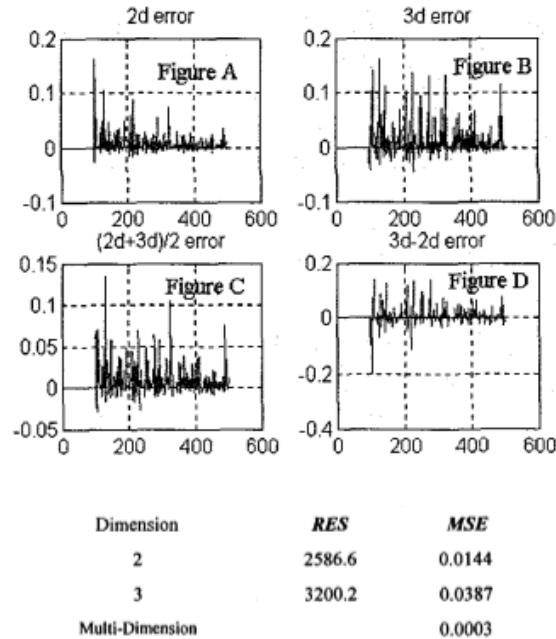 2d error
3d error
0.2
0.1
0
-0.1
0
200
400
600
Figure A
0.2
0.1
0
-0.1
0
200
400
600
Figure B
(2d+3d)/2 error
3d-2d error
0.15
0.1
0.05
0
-0.05
0
200
400
600
Figure C
0.2
0
-0.2
-0.4
0
200
400
600
Figure D
Dimension RES MSE
2 2586.6 0.0144
3 3200.2 0.0387
Multi-Dimension 0.0003